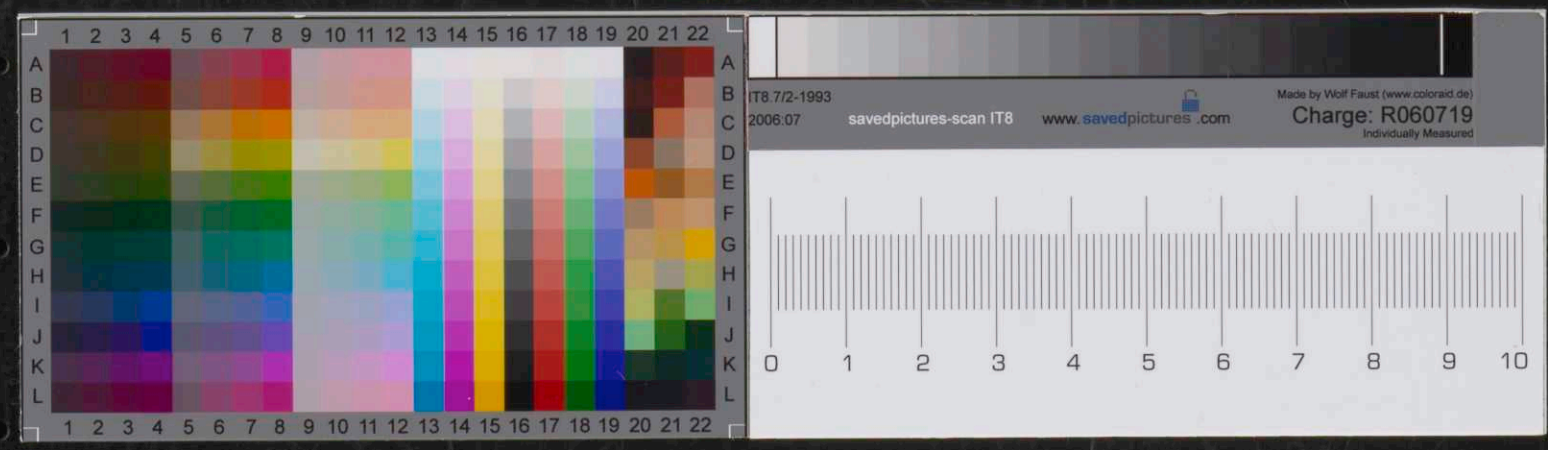 1 2 3 4 5 6 7 8 9 10 11 12 13 14 15 16 17 18 19 20 21 22
A A
B B
C C
D D
E E
F F
G G
H H
I I
J J
K K
L L
1 2 3 4 5 6 7 8 9 10 11 12 13 14 15 16 17 18 19 20 21 22
IT8.7/2-1993
2006:07
savedpictures-scan IT8
www.savedpictures.com
Made by Wolf Faust (www.coloraid.de)
Charge: R060719
Individually Measured
0 1 2 3 4 5 6 7 8 9 10